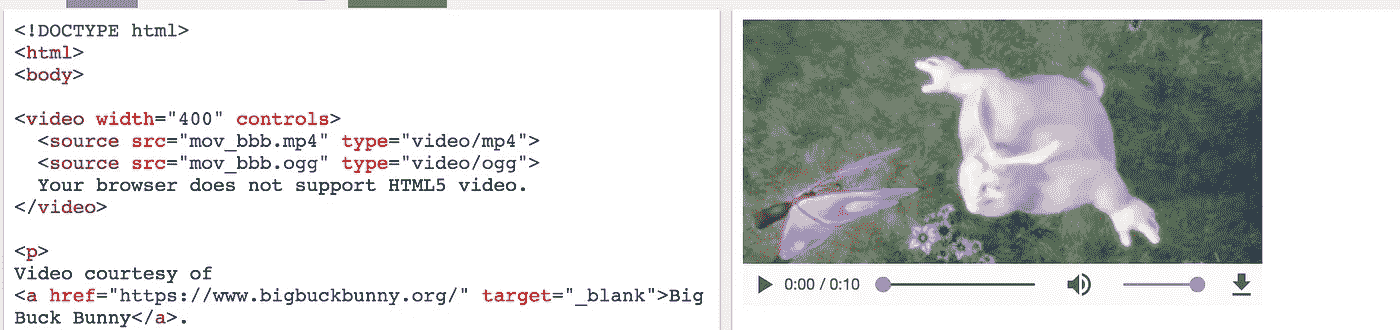 <!DOCTYPE html>
<html>
<body>
<video width="400" controls>
  <source src="mov_bbb.mp4" type="video/mp4">
  <source src="mov_bbb.ogg" type="video/ogg">
  Your browser does not support HTML5 video.
</video>
<p>
Video courtesy of
<a href="https://www.bigbuckbunny.org/" target="_blank">Big
Buck Bunny</a>.
0:00 / 0:10